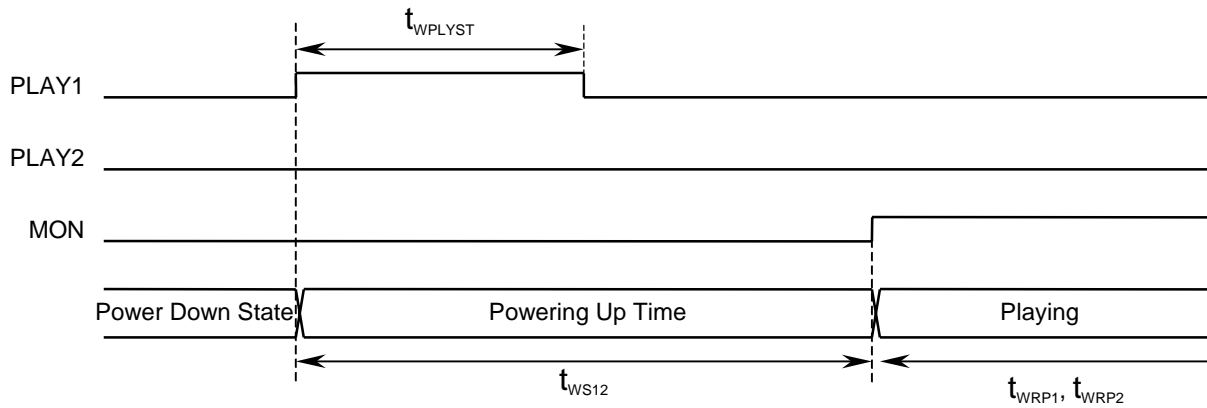 tWPLYST
PLAY1
PLAY2
MON
Power Down State
Powering Up Time
Playing
tWS12
tWRP1, tWRP2